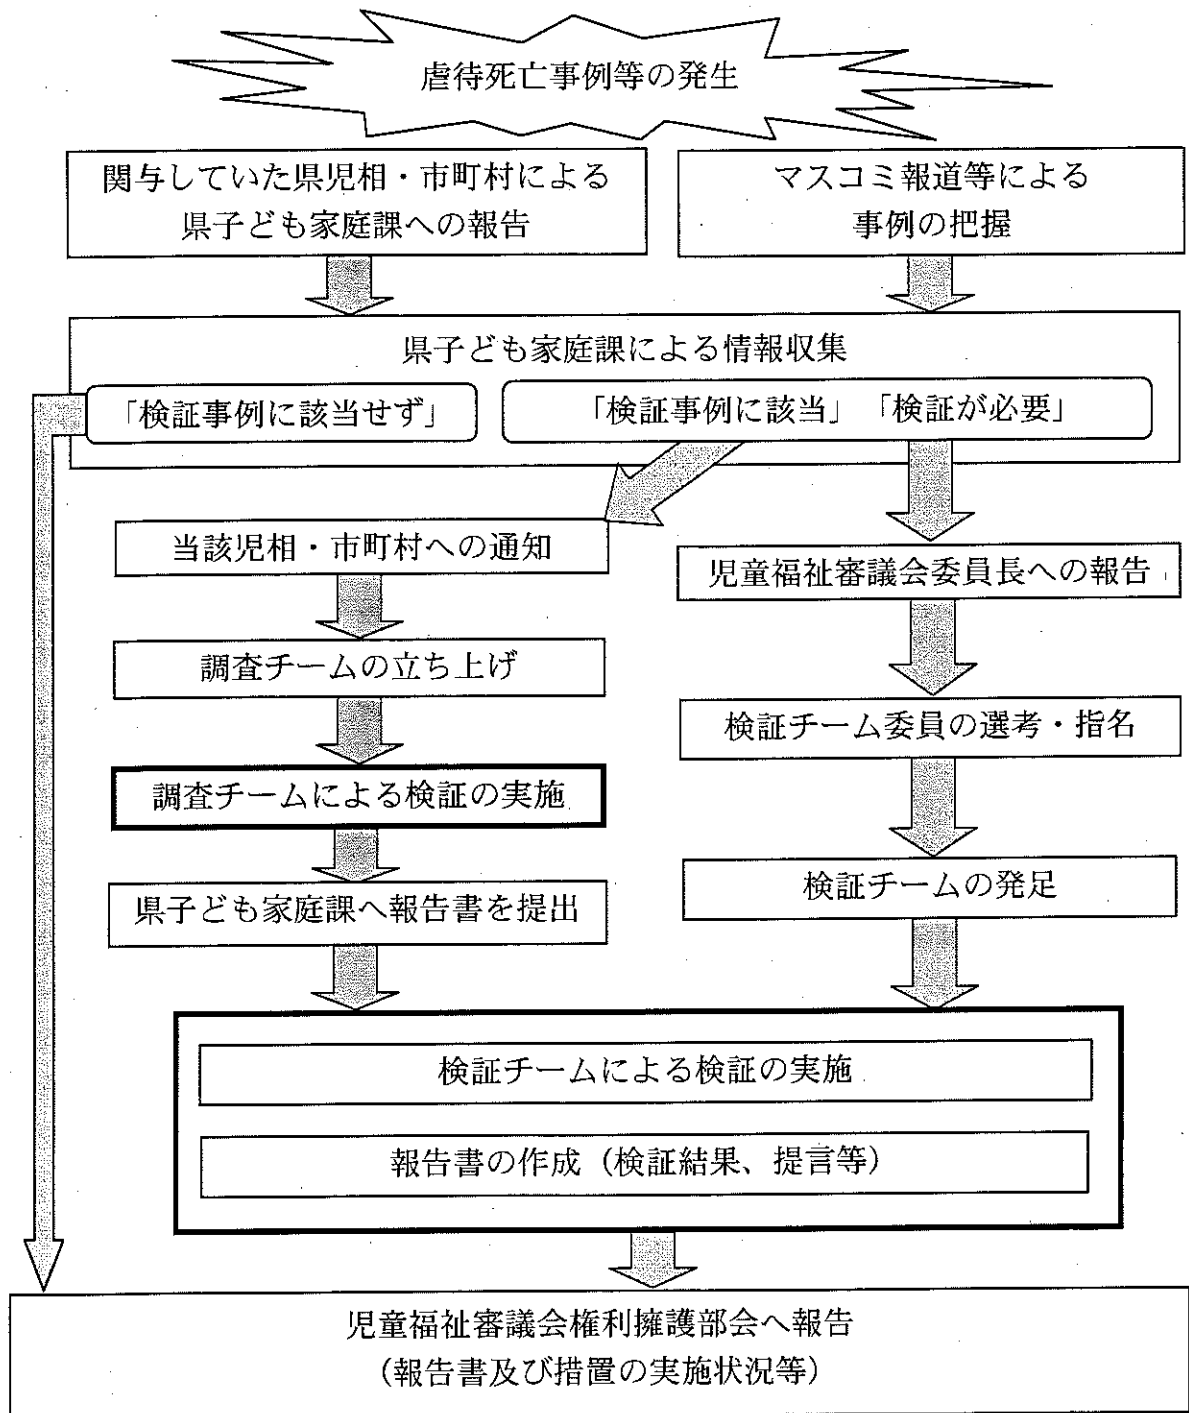 虐待死亡事例等の発生
関与していた県児相・市町村による
県子ども家庭課への報告
マスコミ報道等による
事例の把握
県子ども家庭課による情報収集
「検証事例に該当せず」
「検証事例に該当」「検証が必要」
当該児相・市町村への通知
調査チームの立ち上げ
調査チームによる検証の実施
県子ども家庭課へ報告書を提出
児童福祉審議会委員長への報告
検証チーム委員の選考・指名
検証チームの発足
検証チームによる検証の実施
報告書の作成（検証結果、提言等）
児童福祉審議会権利擁護部会へ報告
（報告書及び措置の実施状況等）